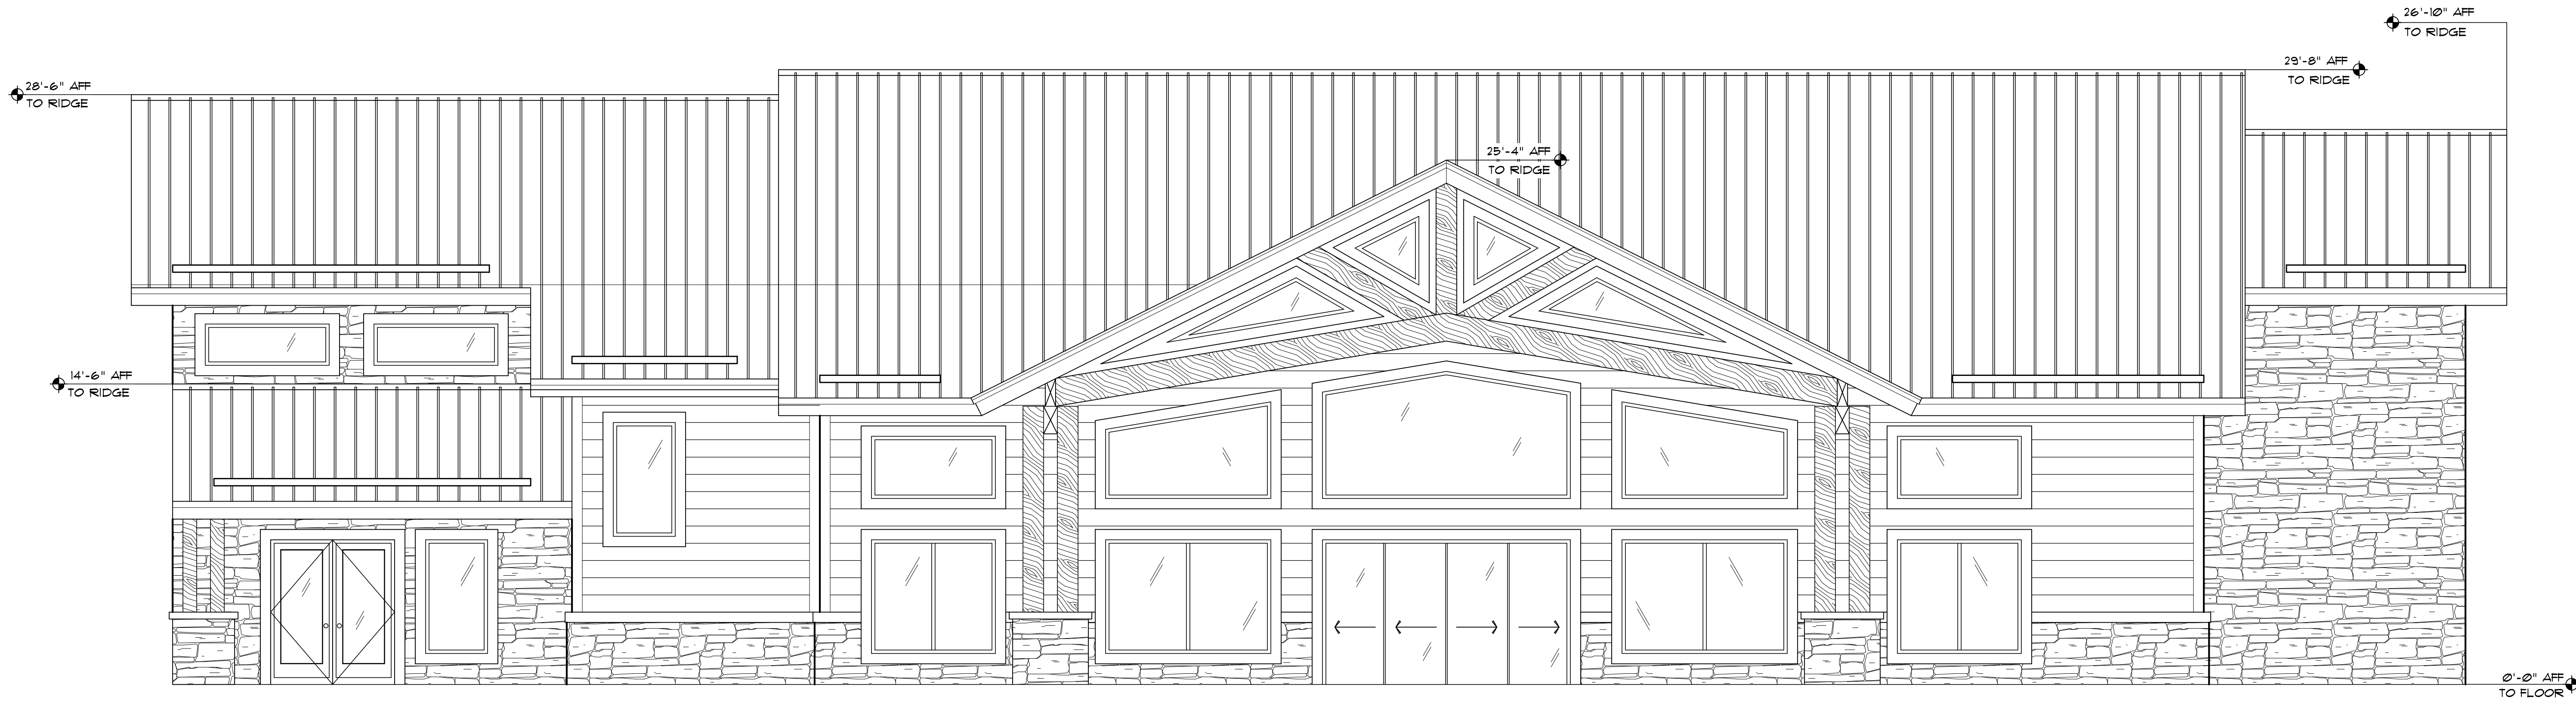 26'-10" AFF
TO RIDGE
29'-8" AFF
TO RIDGE
28'-6" AFF
TO RIDGE
25'-4" AFF
TO RIDGE
14'-6" AFF
TO RIDGE
0'-0" AFF
TO FLOOR